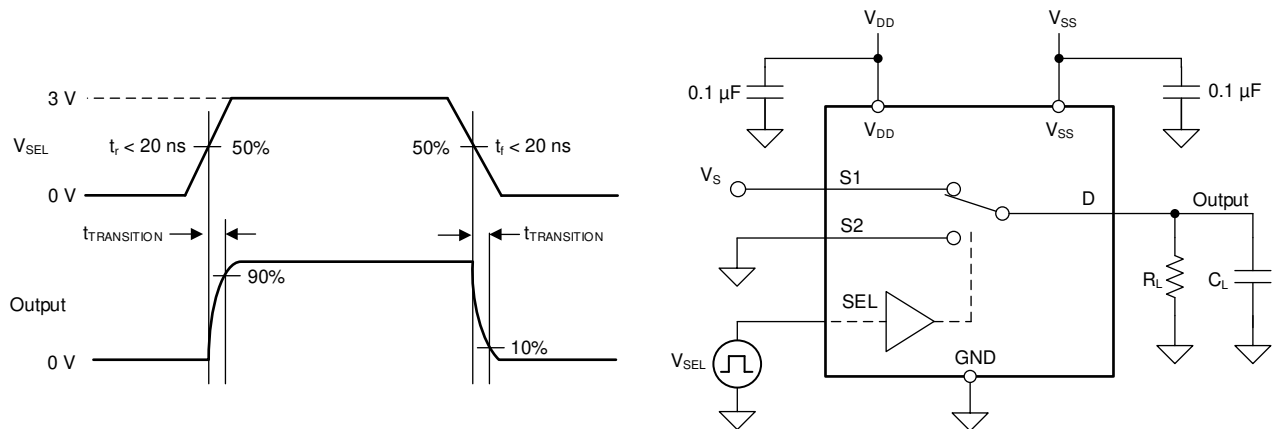 3 V
V_SEL
t_r < 20 ns
50%
50%
t_f < 20 ns
0 V
t_TRANSITION
t_TRANSITION
90%
Output
10%
0 V
V_DD
V_SS
0.1 µF
0.1 µF
V_DD
V_SS
V_S
S1
D
Output
S2
R_L
C_L
SEL
V_SEL
GND